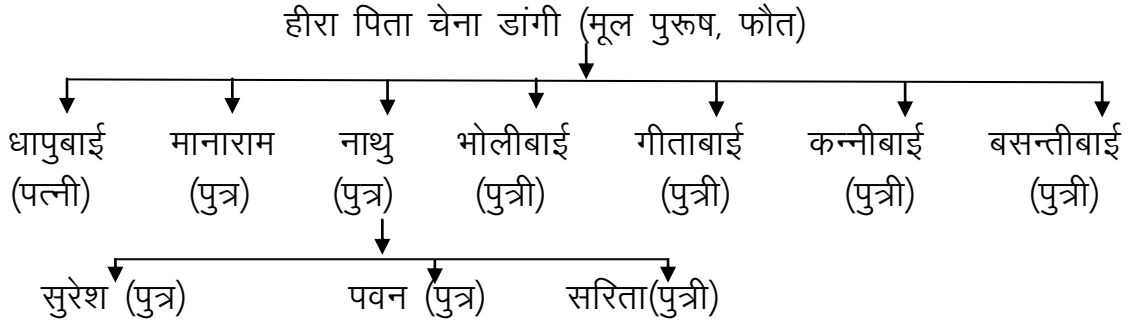 हीरा पिता चेना डांगी (मूल पुरूष, फौत)
धापुबाई मानाराम नाथु भोलीबाई गीताबाई कन्नीबाई बसन्तीबाई
(पत्नी) (पुत्र) (पुत्र) (पुत्री) (पुत्री) (पुत्री) (पुत्री)
सुरेश (पुत्र) पवन (पुत्र) सरिता(पुत्री)